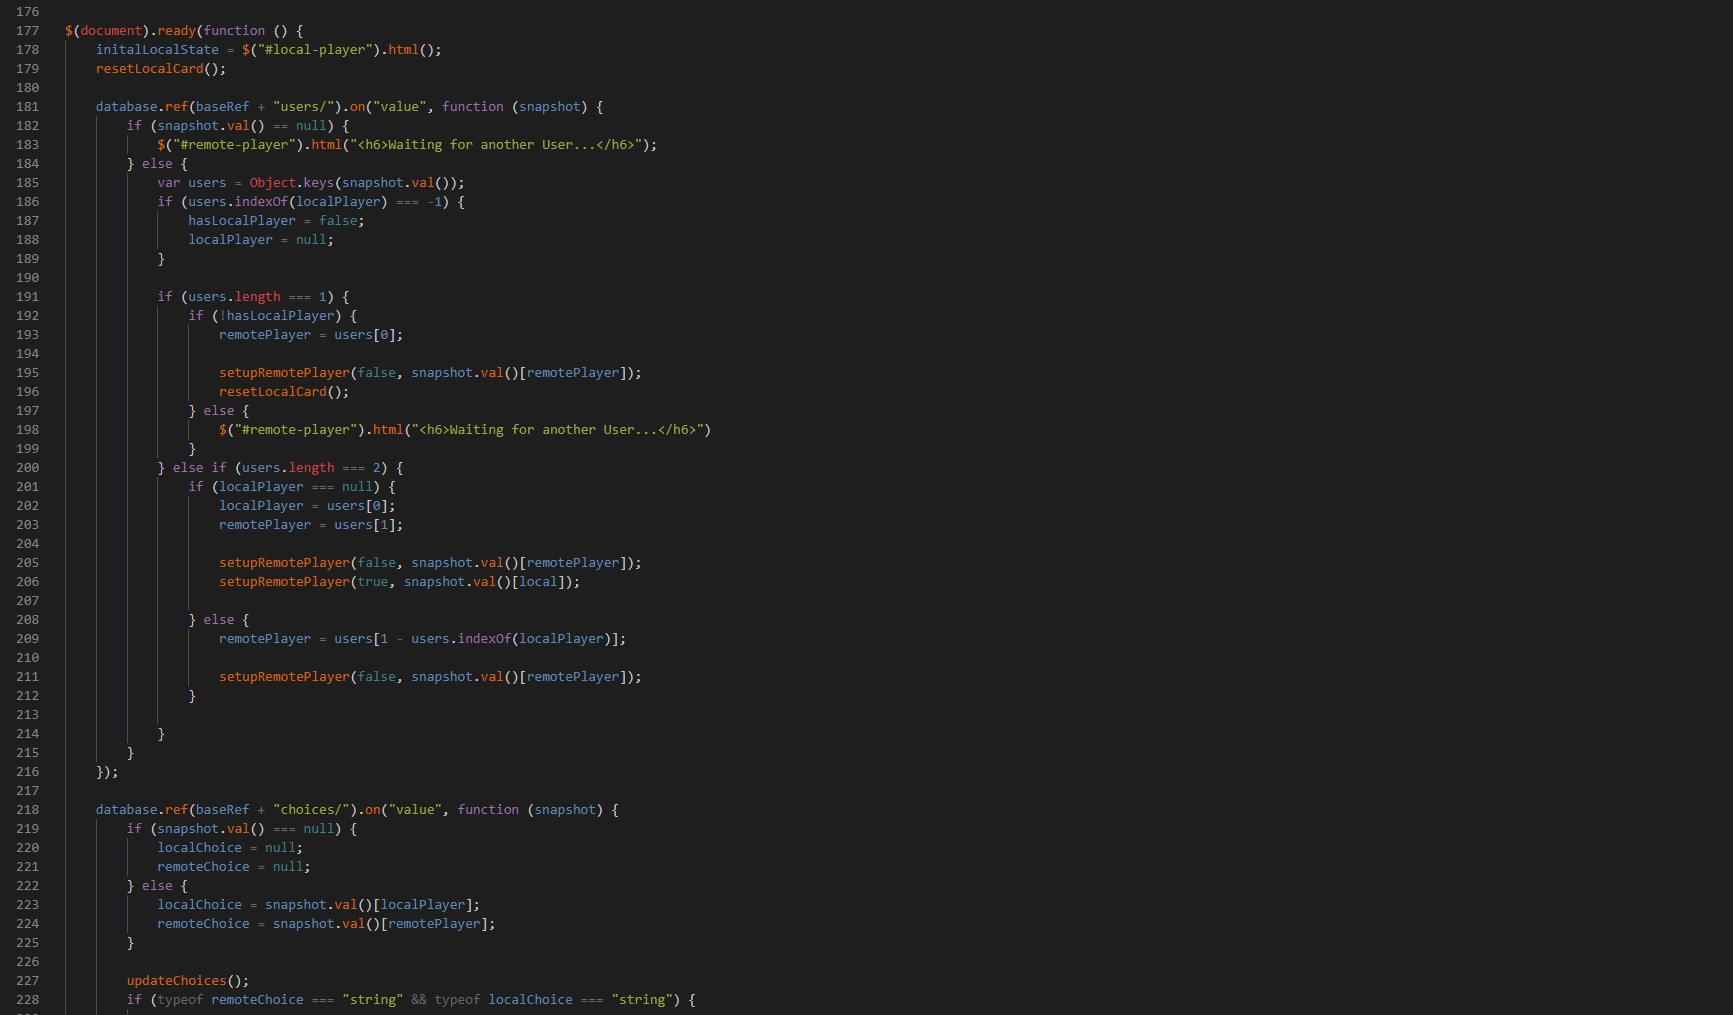 176
177 $(document).ready(function () {
178 initalLocalState = $("#local-player").html();
179 resetLocalCard();
180
181 database.ref(baseRef + "users/").on("value", function (snapshot) {
182 if (snapshot.val() == null) {
183 $("#remote-player").html("<h6>Waiting for another User...</h6>");
184 } else {
185 var users = Object.keys(snapshot.val());
186 if (users.indexOf(localPlayer) === -1) {
187 hasLocalPlayer = false;
188 localPlayer = null;
189 }
190
191 if (users.length === 1) {
192 if (!hasLocalPlayer) {
193 remotePlayer = users[0];
194
195 setupRemotePlayer(false, snapshot.val()[remotePlayer]);
196 resetLocalCard();
197 } else {
198 $("#remote-player").html("<h6>Waiting for another User...</h6>")
199 }
200 } else if (users.length === 2) {
201 if (localPlayer === null) {
202 localPlayer = users[0];
203 remotePlayer = users[1];
204
205 setupRemotePlayer(false, snapshot.val()[remotePlayer]);
206 setupRemotePlayer(true, snapshot.val()[local]);
207
208 } else {
209 remotePlayer = users[1 - users.indexOf(localPlayer)];
210
211 setupRemotePlayer(false, snapshot.val()[remotePlayer]);
212 }
213
214 }
215 }
216 });
217
218 database.ref(baseRef + "choices/").on("value", function (snapshot) {
219 if (snapshot.val() === null) {
220 localChoice = null;
221 remoteChoice = null;
222 } else {
223 localChoice = snapshot.val()[localPlayer];
224 remoteChoice = snapshot.val()[remotePlayer];
225 }
226
227 updateChoices();
228 if (typeof remoteChoice === "string" && typeof localChoice === "string") {